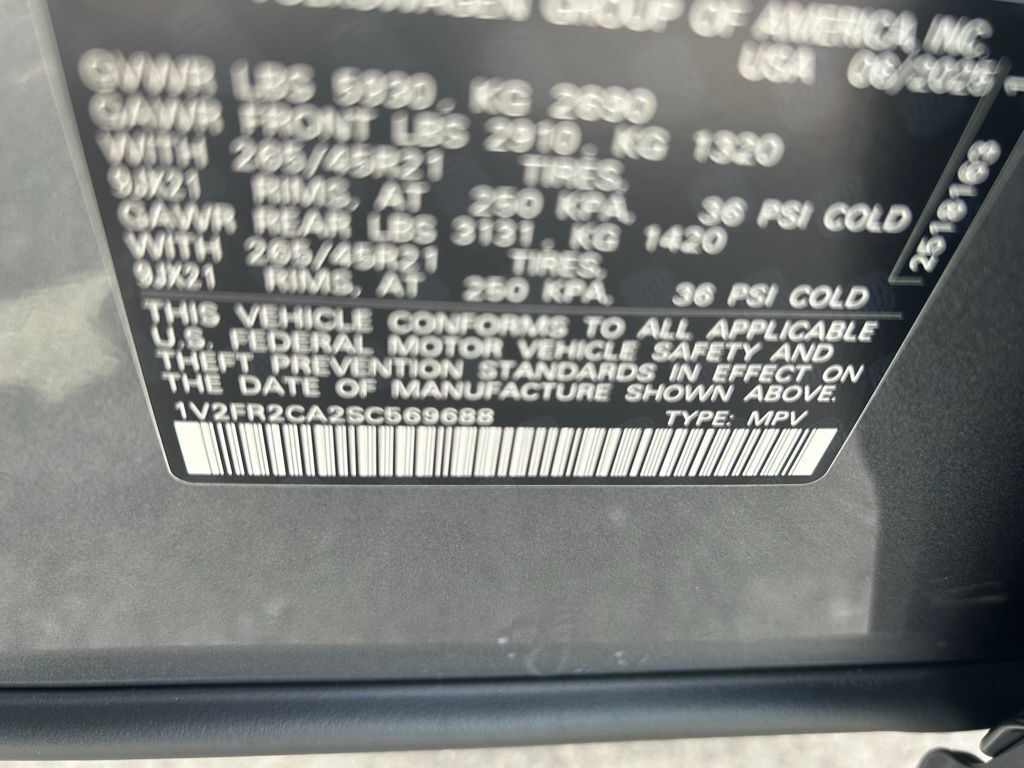 VOLKSWAGEN GROUP OF AMERICA, INC.
USA 06/2025
GVWR LBS 5930, KG 2690
GAWR FRONT LBS 2910, KG 1320
WITH 265/45R21 TIRES,
9JX21 RIMS, AT 250 KPA, 36 PSI COLD
GAWR REAR LBS 3131, KG 1420
WITH 265/45R21 TIRES,
9JX21 RIMS, AT 250 KPA, 36 PSI COLD
THIS VEHICLE CONFORMS TO ALL APPLICABLE
U.S. FEDERAL MOTOR VEHICLE SAFETY AND
THEFT PREVENTION STANDARDS IN EFFECT ON
THE DATE OF MANUFACTURE SHOWN ABOVE.
1V2FR2CA2SC569688 TYPE: MPV
2518163